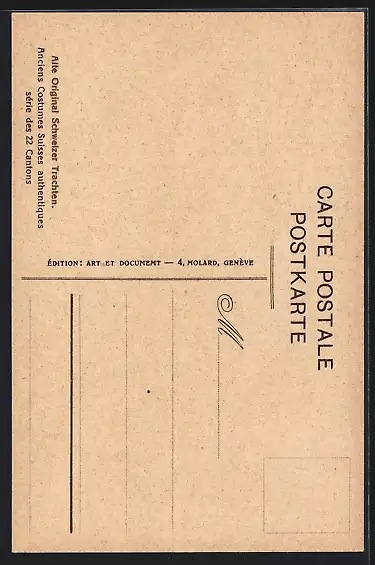 CARTE POSTALE
POSTKARTE
Alte Original Schweizer Trachten.
Anciens Costumes Suisses authentiques
série des 22 Cantons
ÉDITION: ART ET DOCUMENT — 4, MOLARD, GENÈVE
M